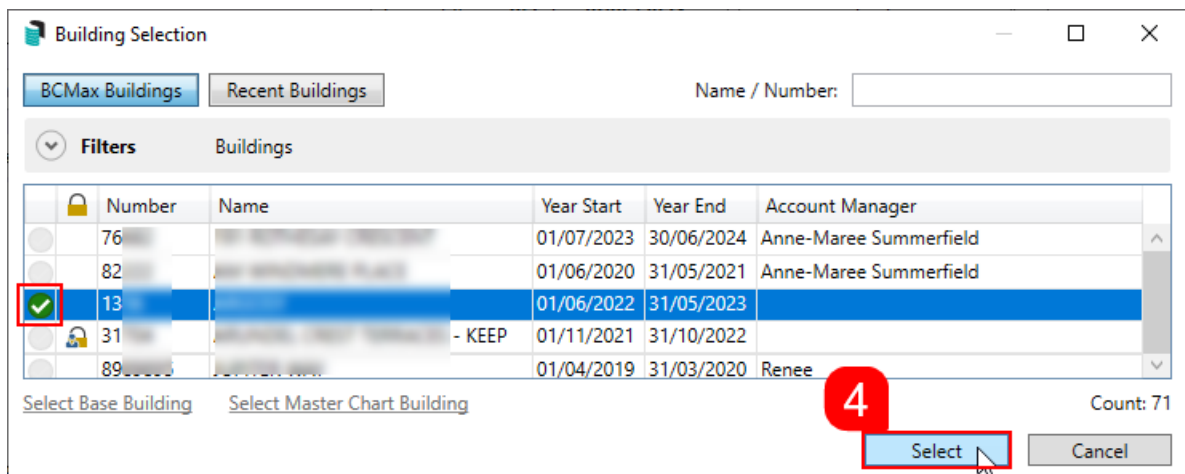 Building Selection
BCMax Buildings Recent Buildings Name / Number:
Filters Buildings
Number Name Year Start Year End Account Manager
76 01/07/2023 30/06/2024 Anne-Maree Summerfield
82 01/06/2020 31/05/2021 Anne-Maree Summerfield
13 01/06/2022 31/05/2023
31 - KEEP 01/11/2021 31/10/2022
89 01/04/2019 31/03/2020 Renee
Select Base Building Select Master Chart Building 4 Count: 71
Select Cancel